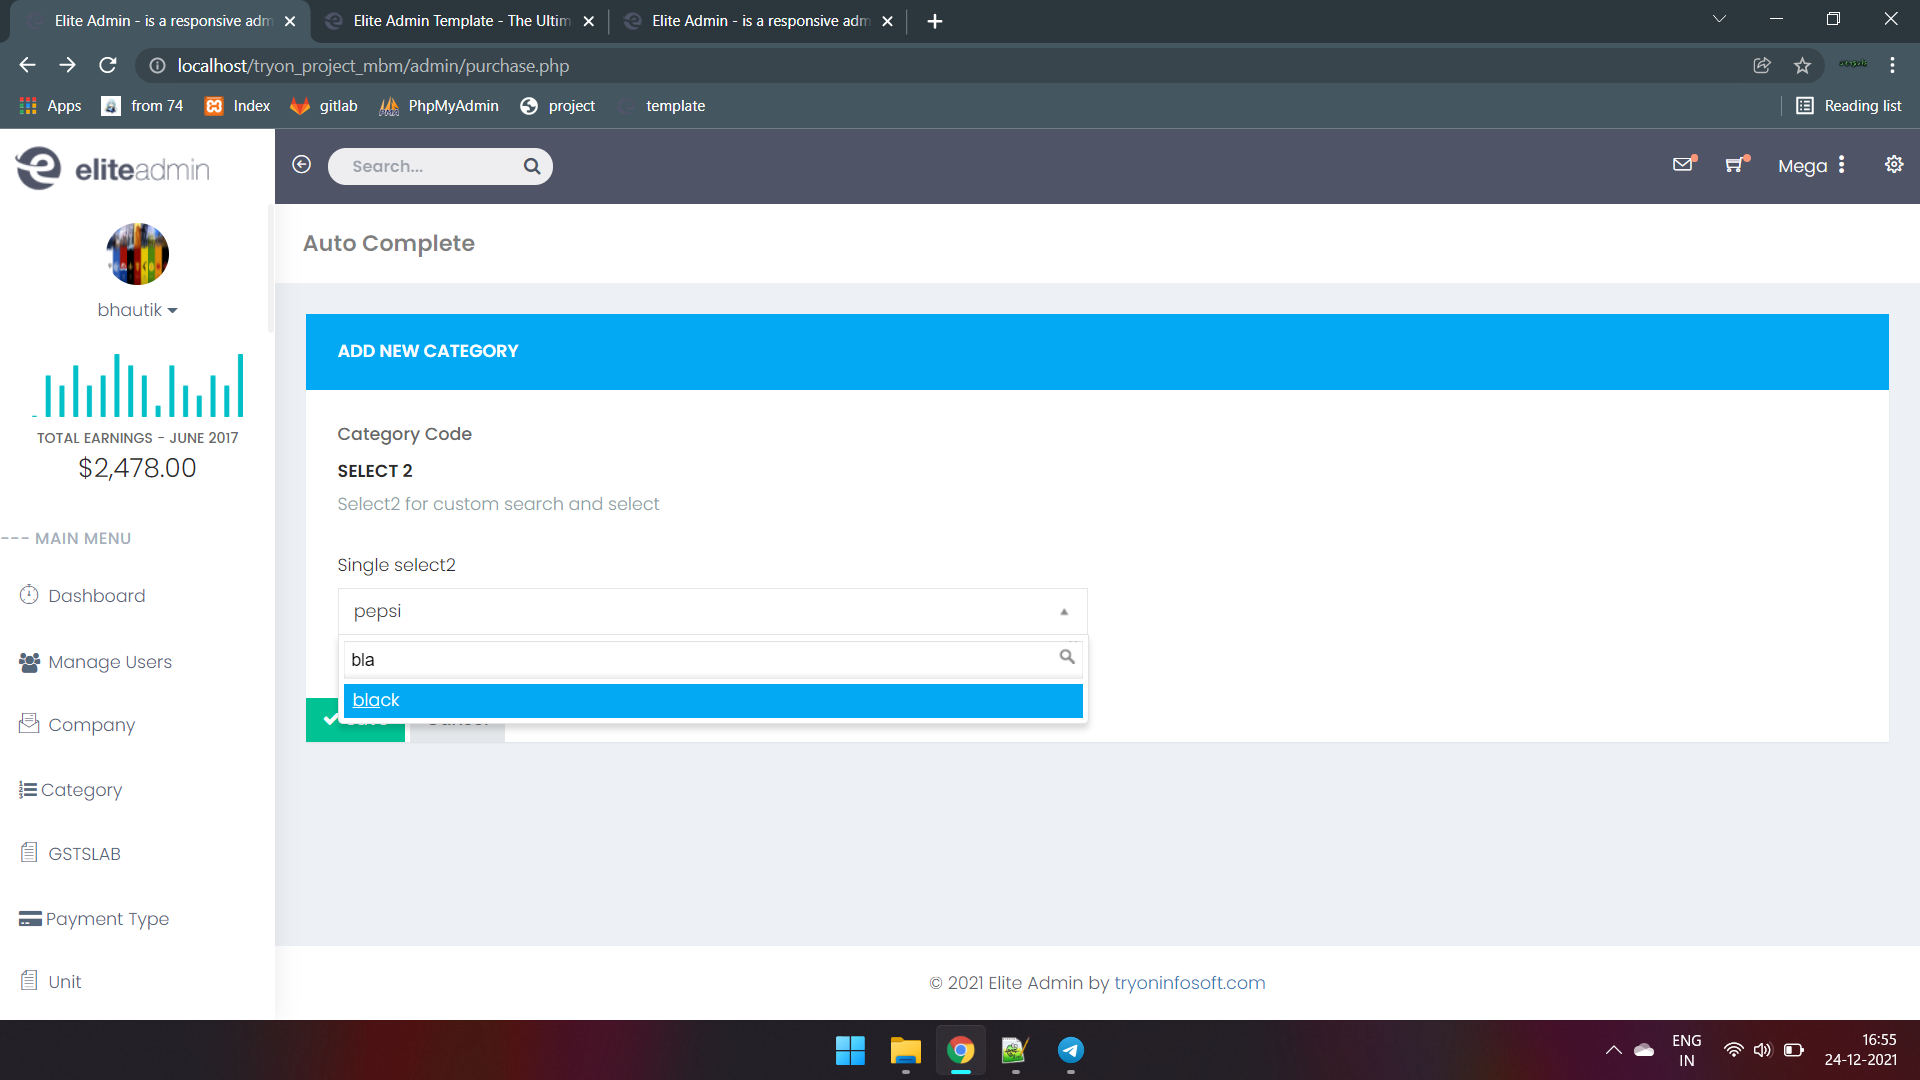 Elite Admin - is a responsive adm
Elite Admin Template - The Ultim
Elite Admin - is a responsive adm
localhost/tryon_project_mbm/admin/purchase.php
Apps
from 74
Index
gitlab
PhpMyAdmin
project
template
Reading list
eliteadmin
Search...
Mega
Auto Complete
bhautik
TOTAL EARNINGS - JUNE 2017
$2,478.00
--- MAIN MENU
Dashboard
Manage Users
Company
Category
GSTSLAB
Payment Type
Unit
ADD NEW CATEGORY
Category Code
SELECT 2
Select2 for custom search and select
Single select2
pepsi
bla
black
© 2021 Elite Admin by tryoninfosoft.com
ENG
IN
16:55
24-12-2021